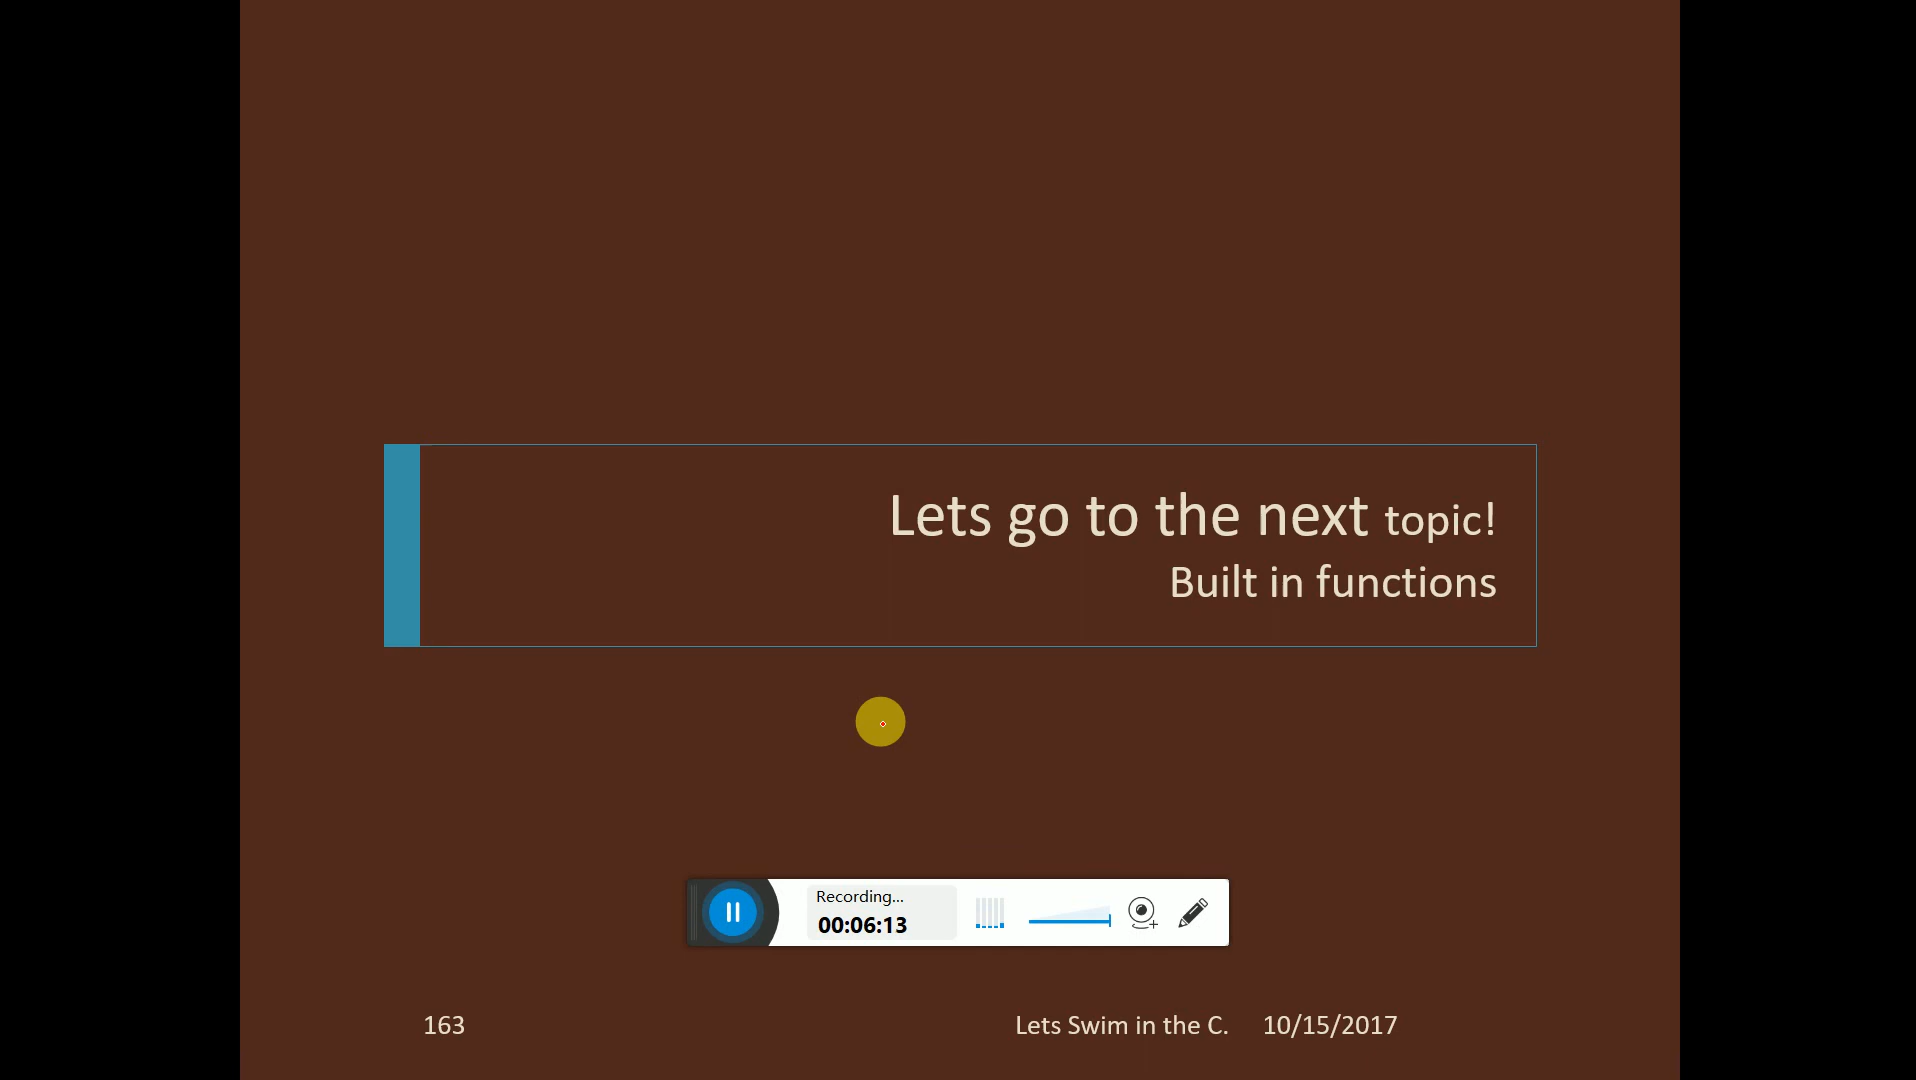 Lets go to the next topic!
Built in functions
Recording...
00:06:13
163
Lets Swim in the C.
10/15/2017